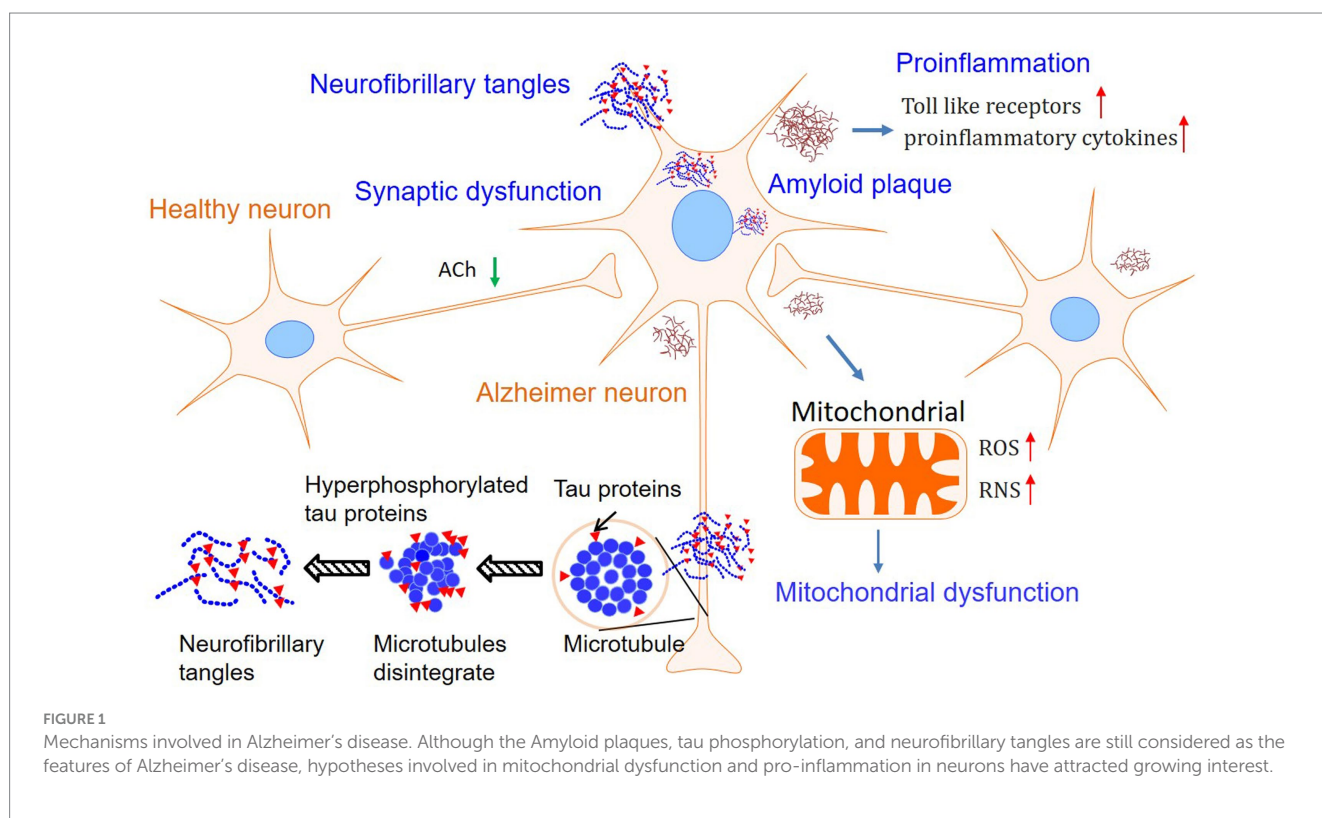 Neurofibrillary tangles
Proinflammation
Toll like receptors
proinflammatory cytokines
Synaptic dysfunction
Amyloid plaque
Healthy neuron
ACh
Alzheimer neuron
Mitochondrial
ROS
RNS
Mitochondrial dysfunction
Hyperphosphorylated
tau proteins
Tau proteins
Neurofibrillary
tangles
Microtubules
disintegrate
Microtubule
FIGURE 1
Mechanisms involved in Alzheimer’s disease. Although the Amyloid plaques, tau phosphorylation, and neurofibrillary tangles are still considered as the
features of Alzheimer’s disease, hypotheses involved in mitochondrial dysfunction and pro-inflammation in neurons have attracted growing interest.